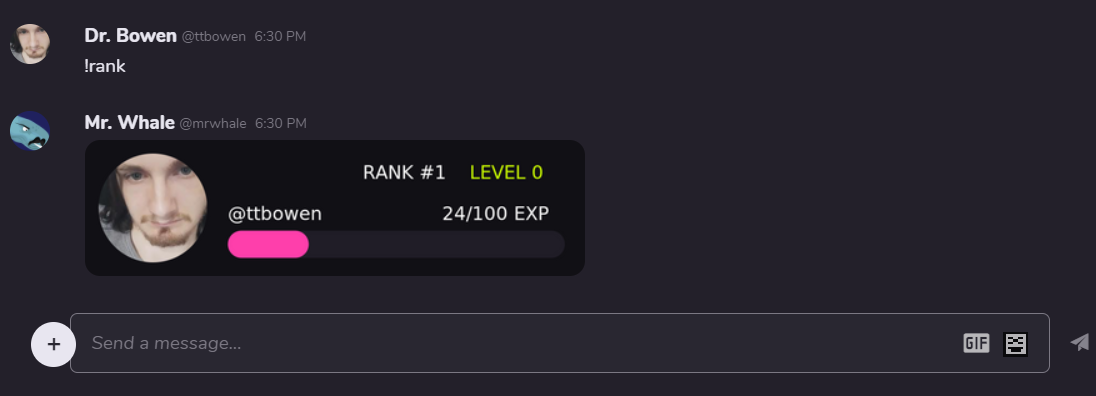 Dr. Bowen @ttbowen 6:30 PM
!rank
Mr. Whale @mrwhale 6:30 PM
RANK #1 LEVEL 0
@ttbowen 24/100 EXP
+ Send a message... GIF